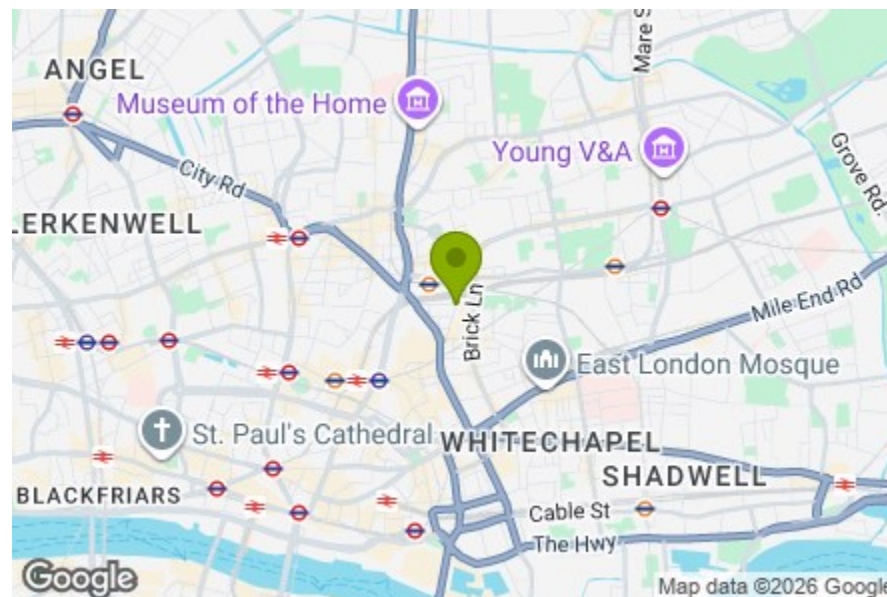 ANGEL
Museum of the Home
Mare S
Young V&A
City Rd
Grove Rd.
LERKENWELL
Brick Ln
Mile End Rd
East London Mosque
St. Paul's Cathedral
WHITECHAPEL
SHADWELL
BLACKFRIARS
Cable St
The Hwy
Google
Map data ©2026 Google